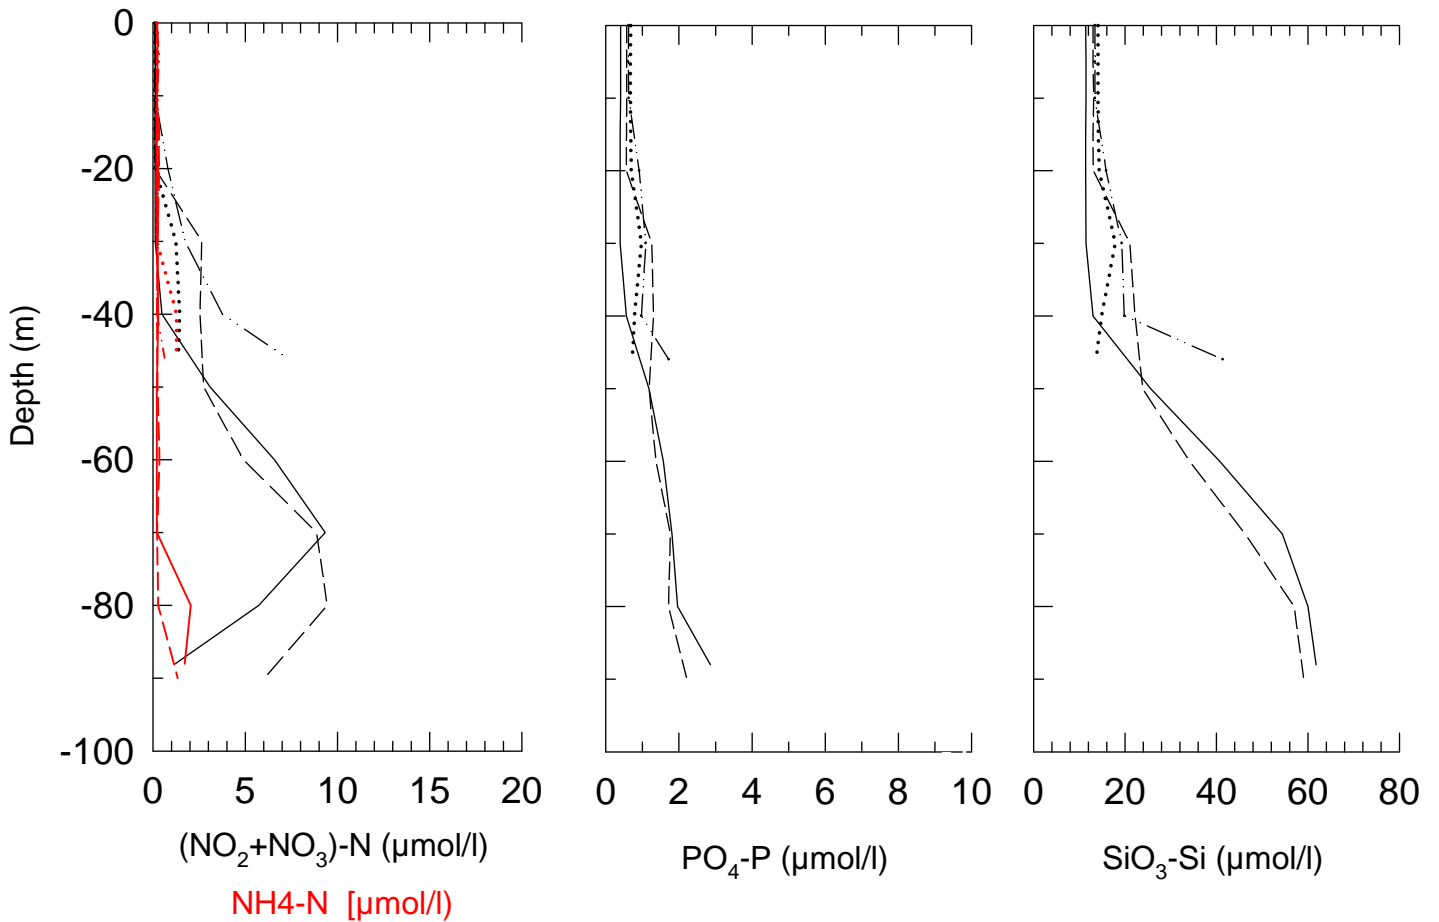 0
-20
-40
-60
-80
-100
Depth (m)
0 5 10 15 20
(NO₂+NO₃)-N (µmol/l)
NH4-N [µmol/l)
0 2 4 6 8 10
PO₄-P (µmol/l)
0 20 40 60 80
SiO₃-Si (µmol/l)